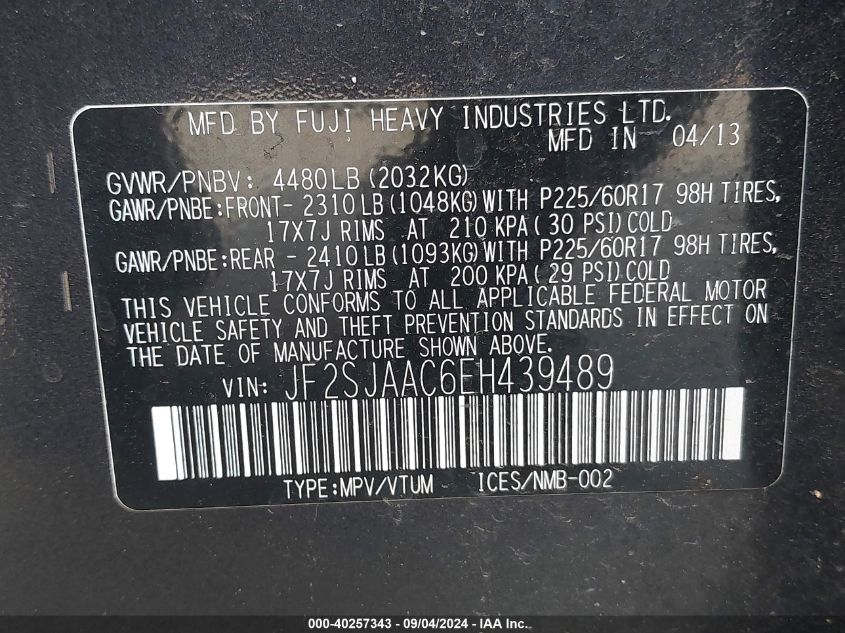 MFD BY FUJI HEAVY INDUSTRIES LTD.
MFD IN 04/13
GVWR/PNBV: 4480LB(2032KG)
GAWR/PNBE:FRONT- 2310LB(1048KG)WITH P225/60R17 98H TIRES,
17X7J RIMS AT 210 KPA( 30 PSI)COLD
GAWR/PNBE:REAR - 2410LB(1093KG)WITH P225/60R17 98H TIRES,
17X7J RIMS AT 200 KPA( 29 PSI)COLD
THIS VEHICLE CONFORMS TO ALL APPLICABLE FEDERAL MOTOR
VEHICLE SAFETY AND THEFT PREVENTION STANDARDS IN EFFECT ON
THE DATE OF MANUFACTURE SHOWN ABOVE.
VIN: JF2SJAAC6EH439489
TYPE:MPV/VTUM ICES/NMB-002
000-40257343 - 09/04/2024 - IAA Inc.